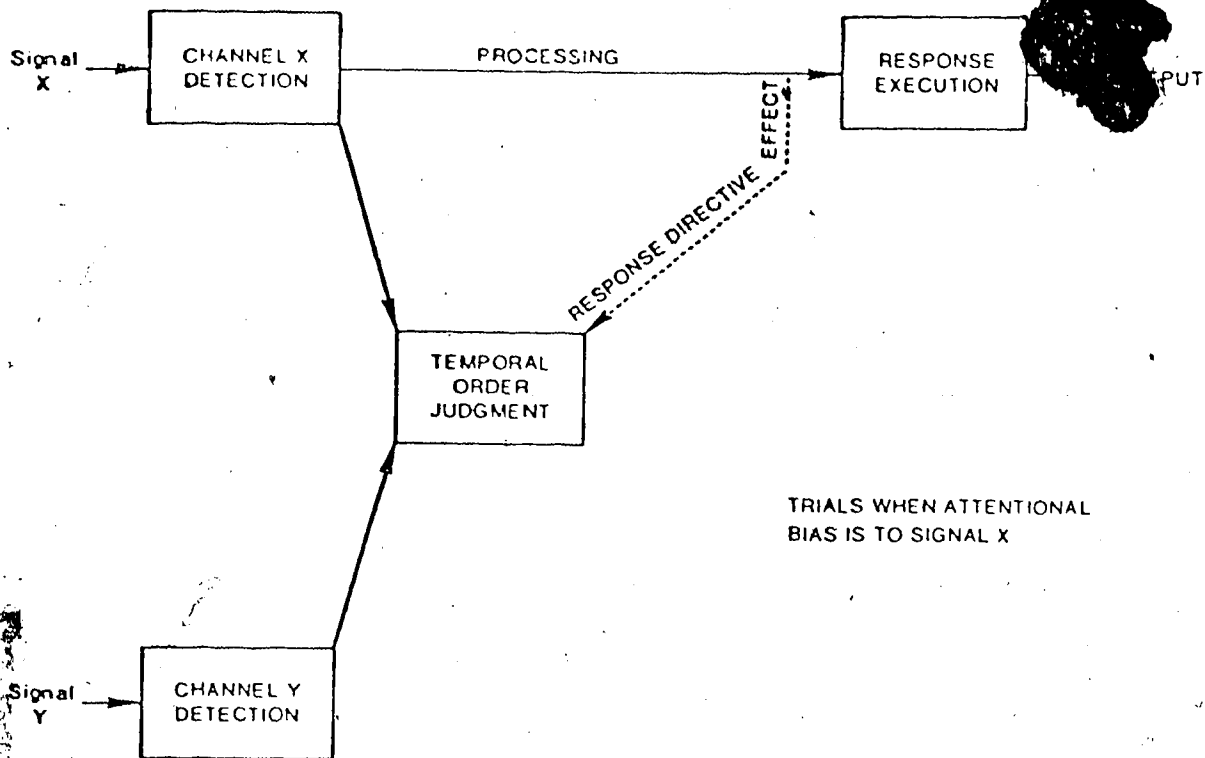 Signal
X
CHANNEL X
DETECTION
PROCESSING
RESPONSE
EXECUTION
PUT
EFFECT
RESPONSE DIRECTIVE
TEMPORAL
ORDER
JUDGMENT
TRIALS WHEN ATTENTIONAL
BIAS IS TO SIGNAL X
Signal
Y
CHANNEL Y
DETECTION